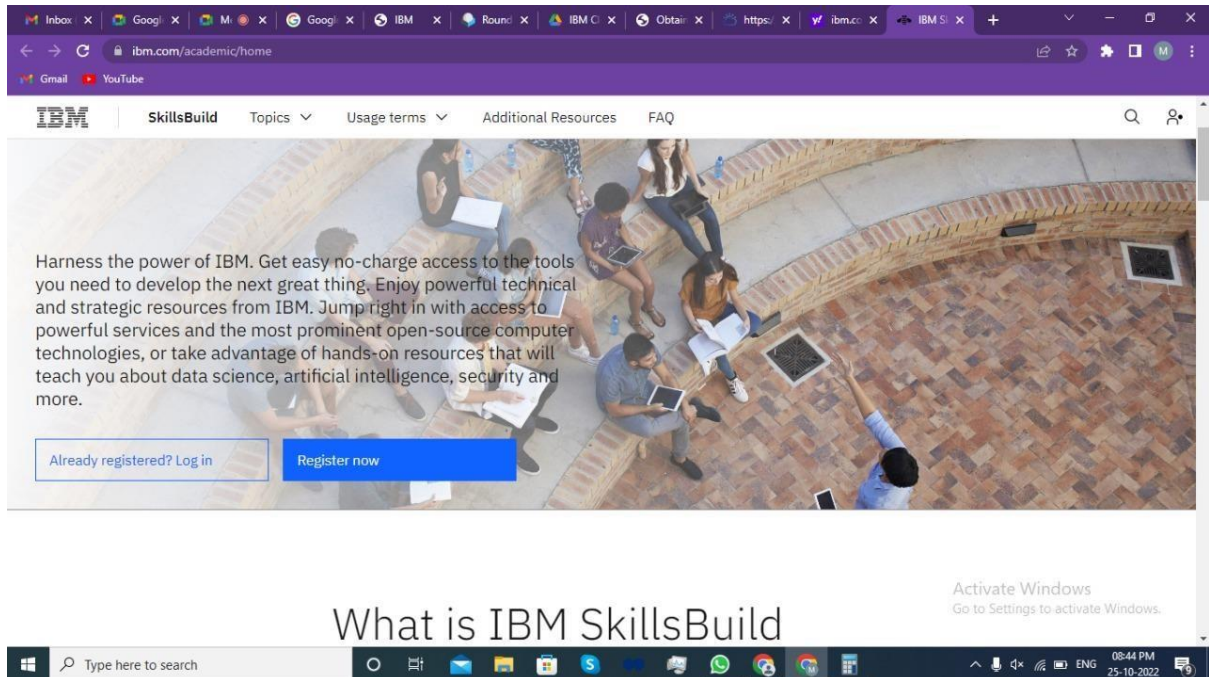 Inbox
Googl
M
Googl
IBM
Round
IBM Cl
Obtain
https:/
ibm.co
IBM S
ibm.com/academic/home
M
Gmail
YouTube
IBM
SkillsBuild
Topics
Usage terms
Additional Resources
FAQ
Harness the power of IBM. Get easy no-charge access to the tools
you need to develop the next great thing. Enjoy powerful technical
and strategic resources from IBM. Jump right in with access to
powerful services and the most prominent open-source computer
technologies, or take advantage of hands-on resources that will
teach you about data science, artificial intelligence, security and
more.
Already registered? Log in
Register now
What is IBM SkillsBuild
Activate Windows
Go to Settings to activate Windows.
Type here to search
ENG
08:44 PM
25-10-2022